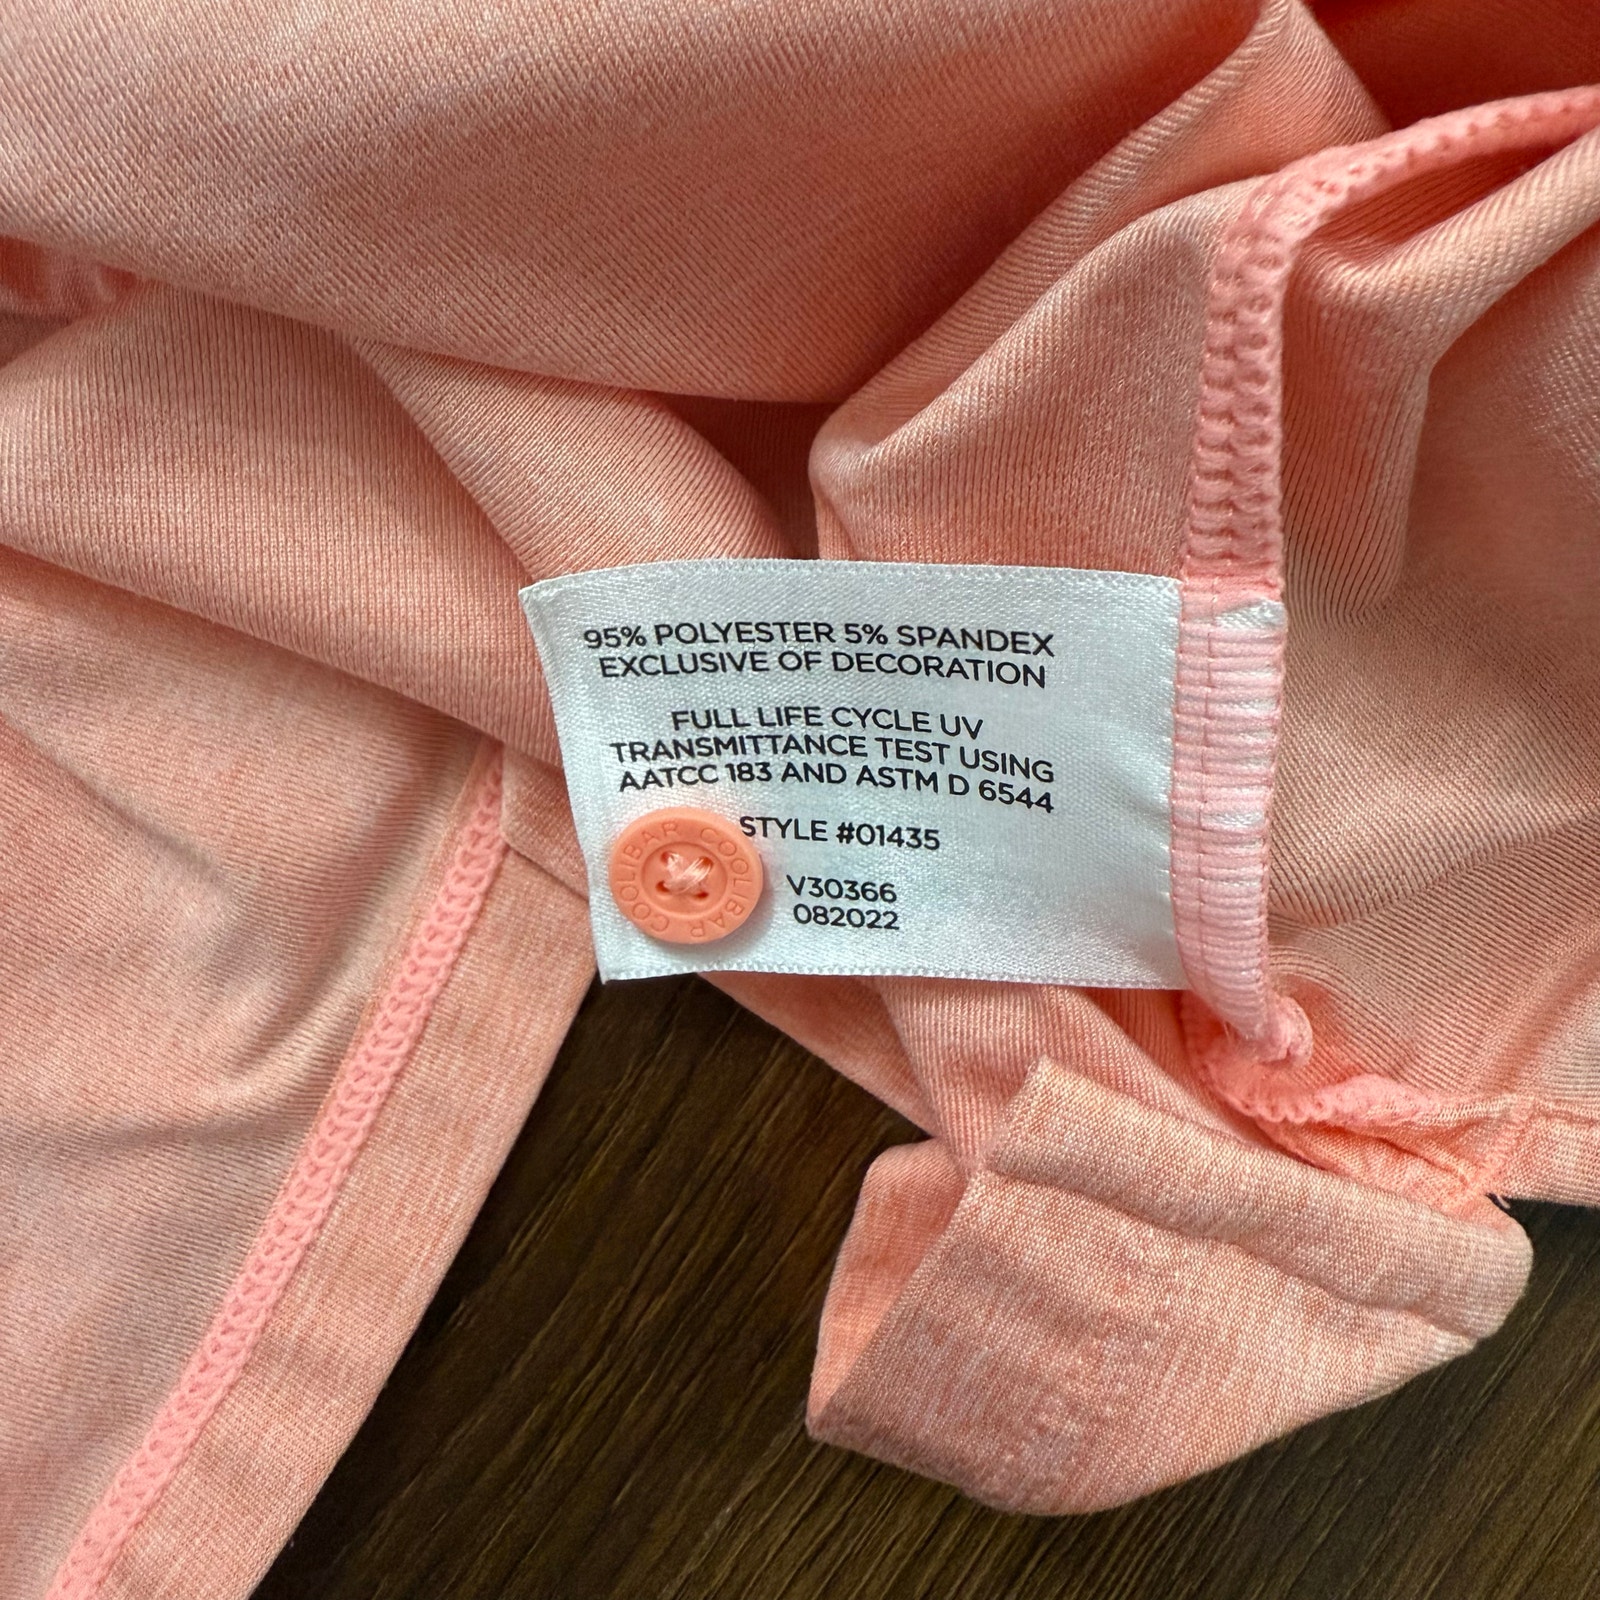 95% POLYESTER 5% SPANDEX
EXCLUSIVE OF DECORATION
FULL LIFE CYCLE UV
TRANSMITTANCE TEST USING
AATCC 183 AND ASTM D 6544
STYLE #01435
COOLIBAR COOLIBAR
V30366
082022